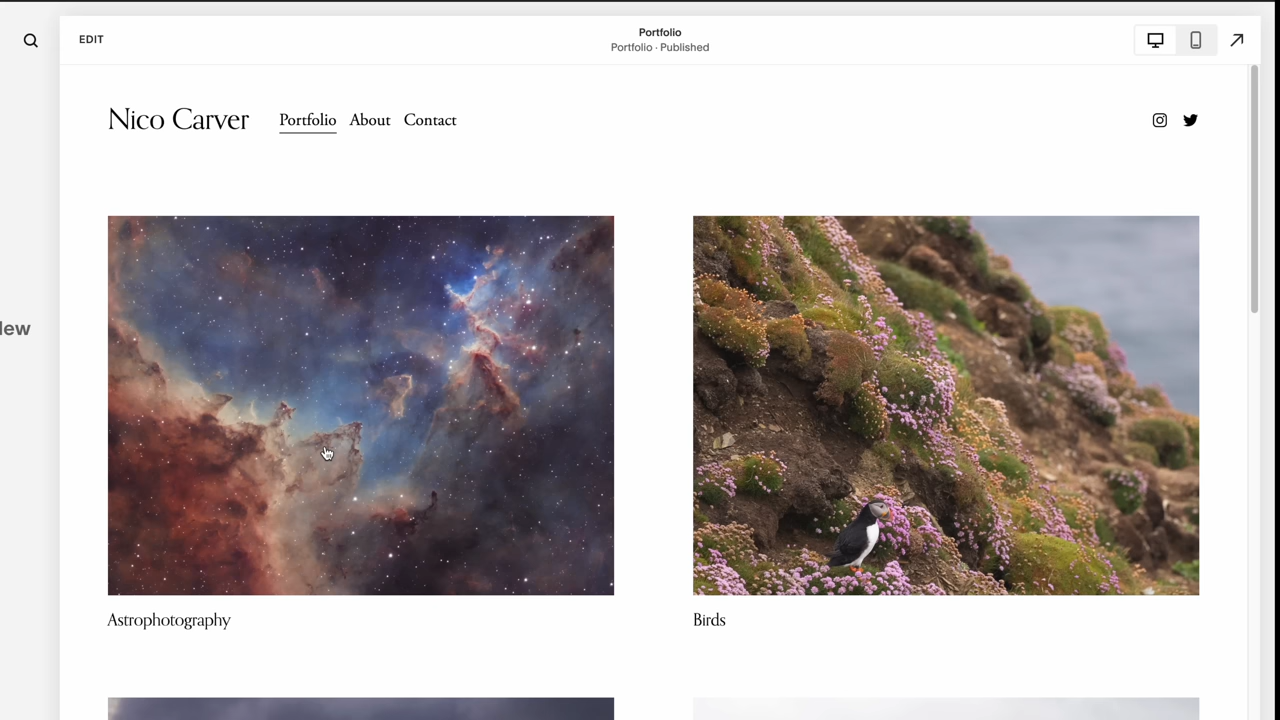 EDIT
Portfolio
Portfolio · Published
Nico Carver
Portfolio About Contact
Astrophotography
Birds